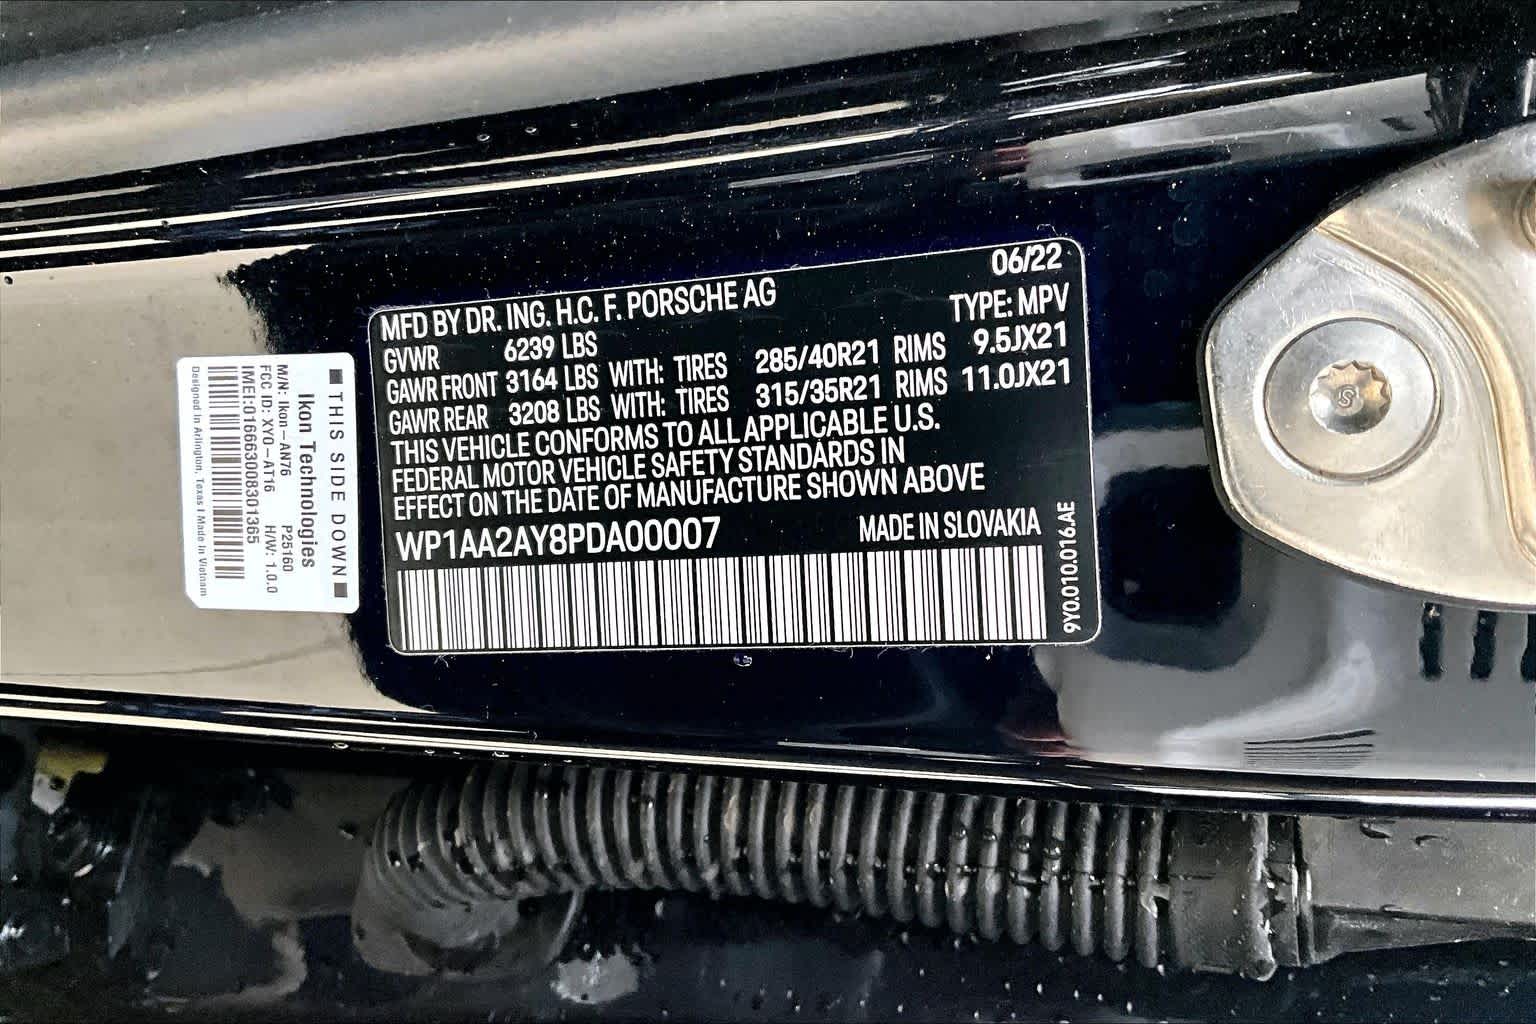 06/22
MFD BY DR. ING. H.C. F. PORSCHE AG TYPE: MPV
GVWR 6239 LBS
GAWR FRONT 3164 LBS WITH: TIRES 285/40R21 RIMS 9.5JX21
GAWR REAR 3208 LBS WITH: TIRES 315/35R21 RIMS 11.0JX21
THIS VEHICLE CONFORMS TO ALL APPLICABLE U.S.
FEDERAL MOTOR VEHICLE SAFETY STANDARDS IN
EFFECT ON THE DATE OF MANUFACTURE SHOWN ABOVE
WP1AA2AY8PDA00007 MADE IN SLOVAKIA
9Y0.010.016.AE
THIS SIDE DOWN
Ikon Technologies
M/N: Ikon-AN76 P25160
FCC ID: XY0-AT16 H/W: 1.0.0
IMEI:016663008301365
Designed in Arlington, Texas | Made in Vietnam
S